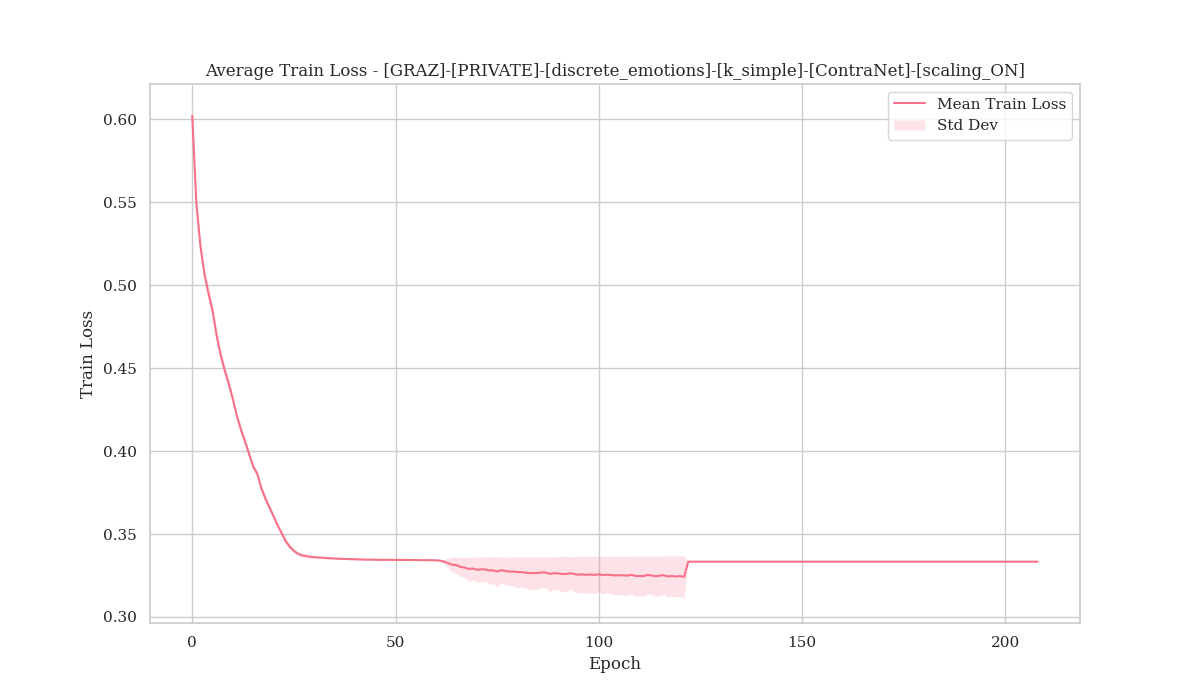 Average Train Loss - [GRAZ]-[PRIVATE]-[discrete_emotions]-[k_simple]-[ContraNet]-[scaling_ON]
Mean Train Loss
Std Dev
0.60
0.55
0.50
0.45
0.40
0.35
0.30
Train Loss
0
50
100
150
200
Epoch